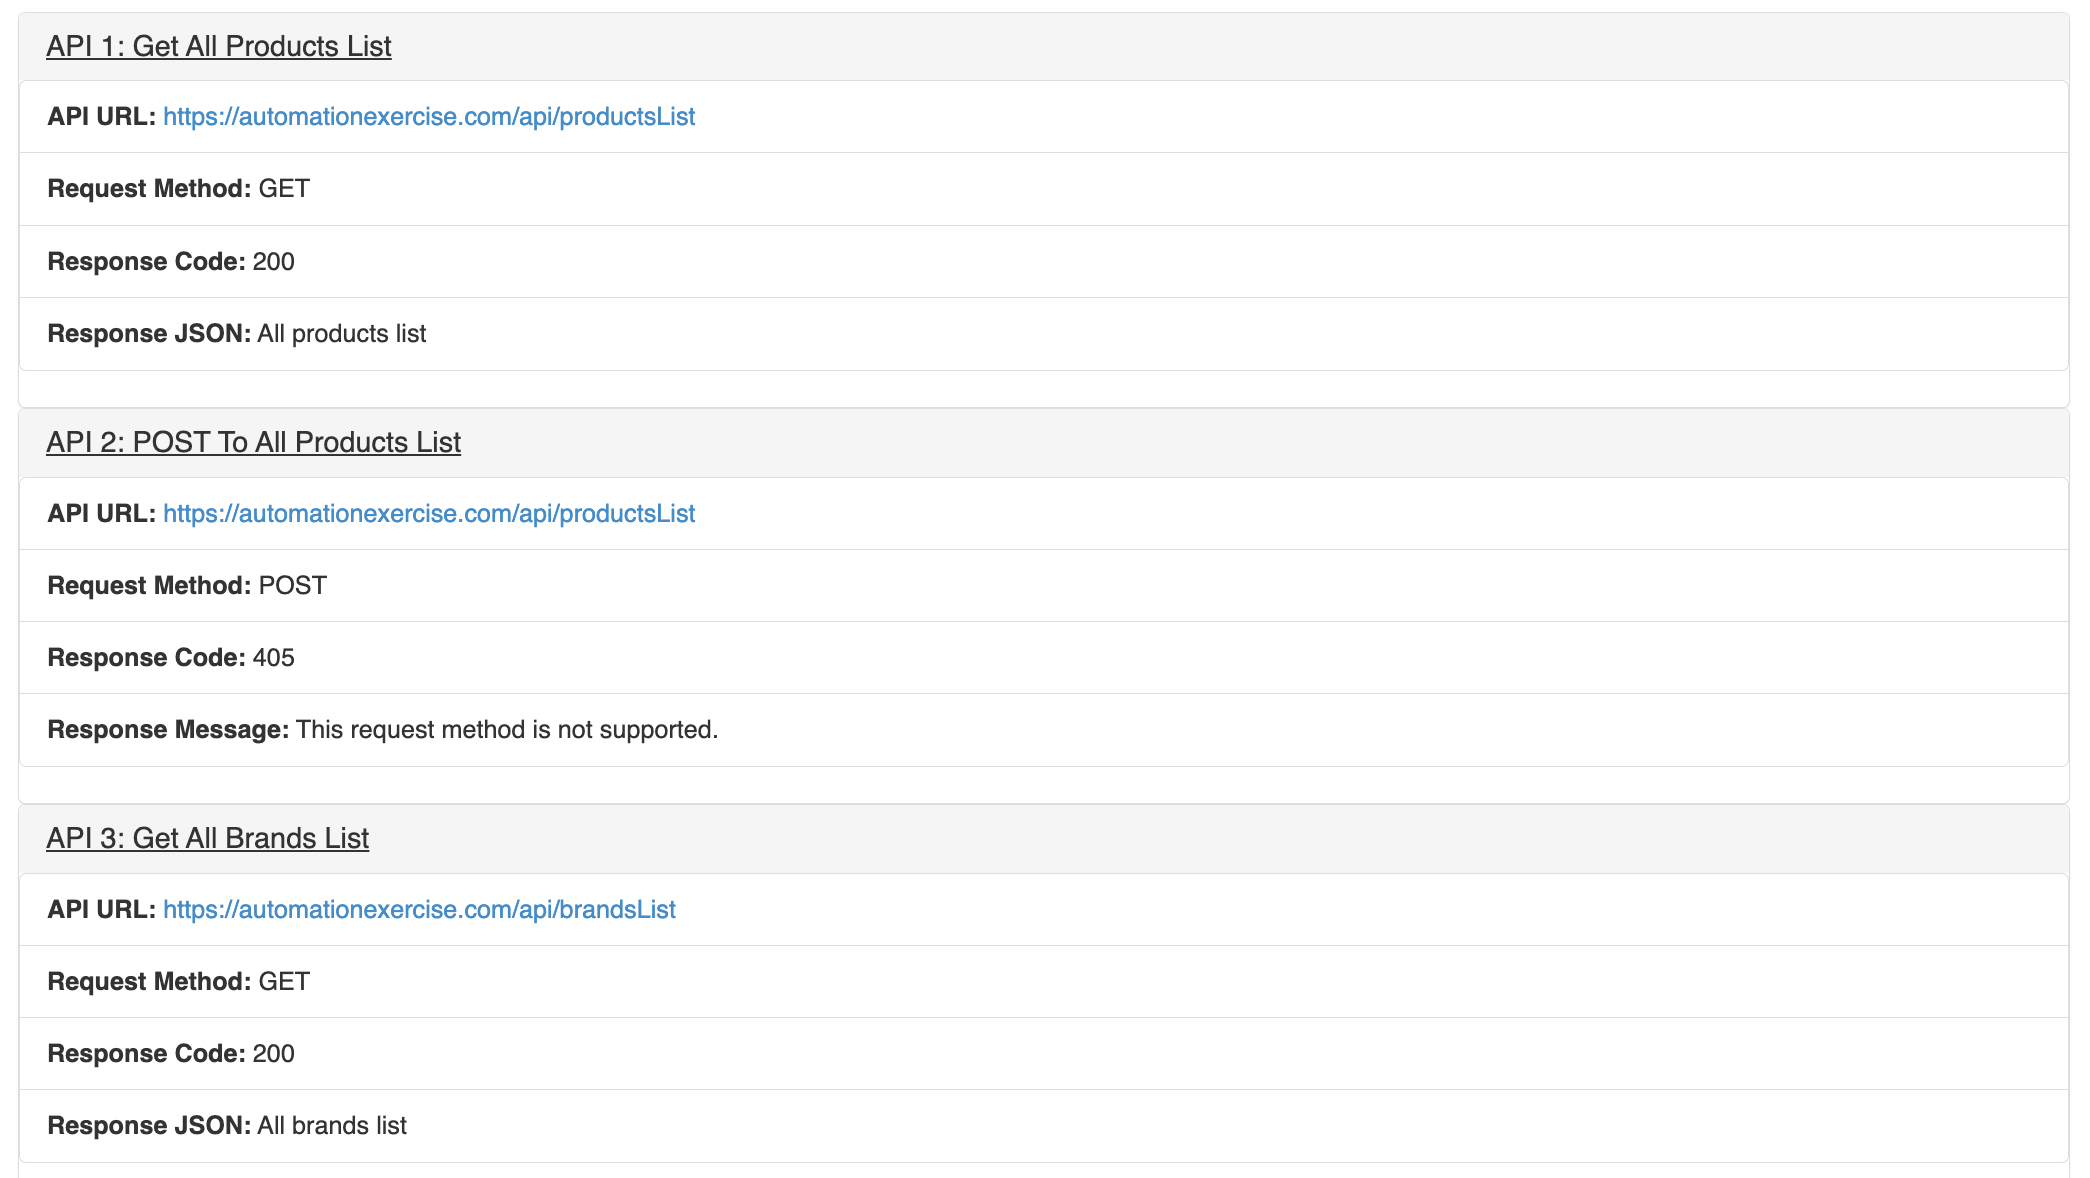 API 1: Get All Products List
API URL: https://automationexercise.com/api/productsList
Request Method: GET
Response Code: 200
Response JSON: All products list
API 2: POST To All Products List
API URL: https://automationexercise.com/api/productsList
Request Method: POST
Response Code: 405
Response Message: This request method is not supported.
API 3: Get All Brands List
API URL: https://automationexercise.com/api/brandsList
Request Method: GET
Response Code: 200
Response JSON: All brands list